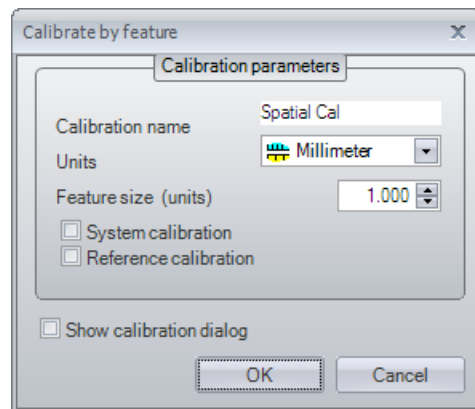 Calibrate by feature
Calibration parameters
Calibration name
Spatial Cal
Units
Millimeter
Feature size (units)
1.000
System calibration
Reference calibration
Show calibration dialog
OK
Cancel